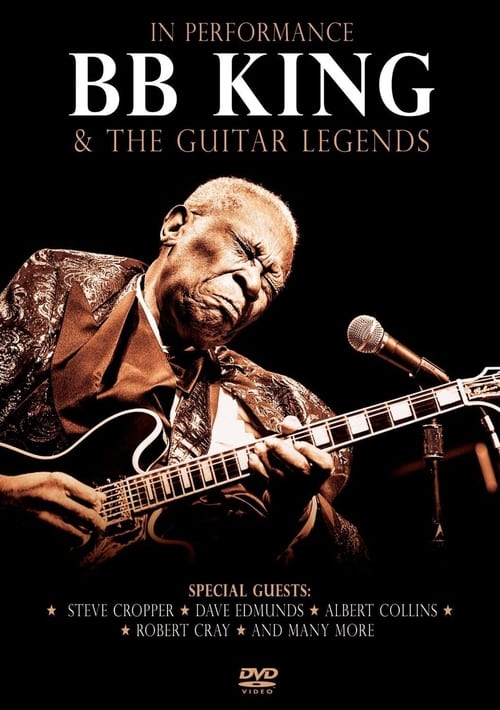 IN PERFORMANCE
BB KING
& THE GUITAR LEGENDS
SPECIAL GUESTS:
★ STEVE CROPPER ★ DAVE EDMUNDS ★ ALBERT COLLINS ★
★ ROBERT CRAY ★ AND MANY MORE
DVD
VIDEO